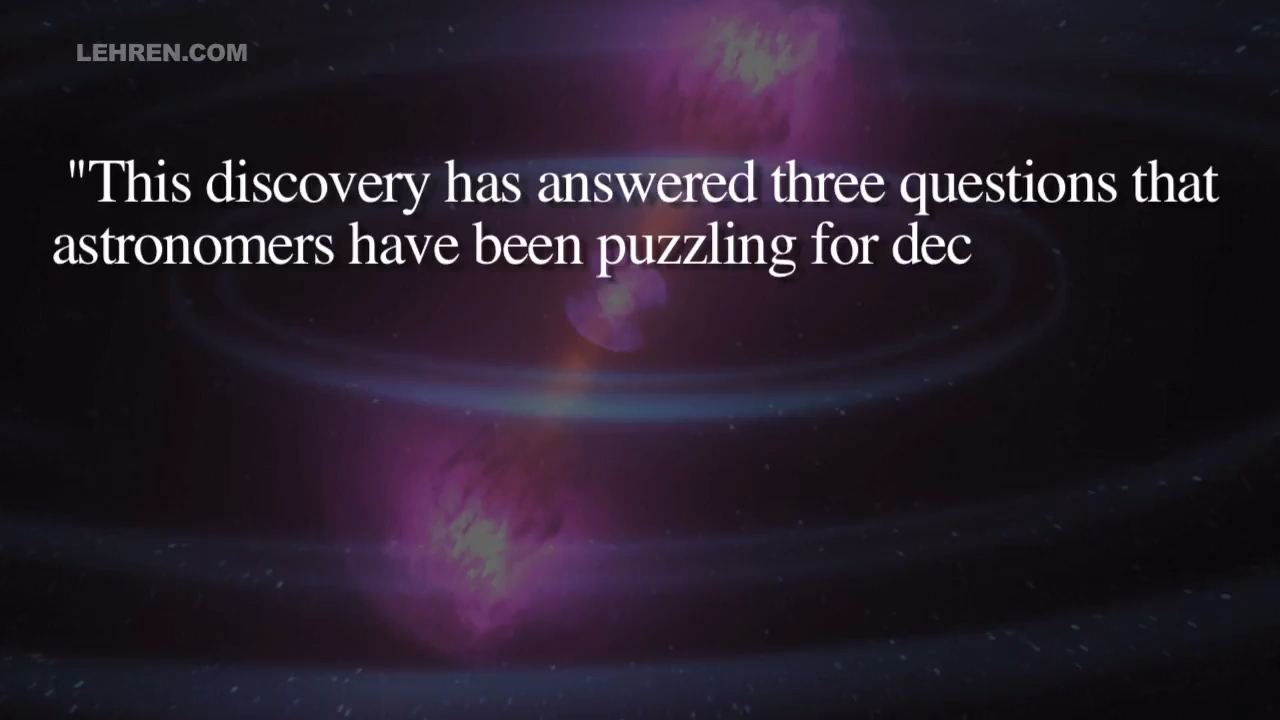 LEHREN.COM
"This discovery has answered three questions that
astronomers have been puzzling for dec